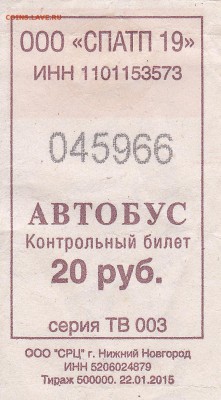 COINS.LAVE.RU
ООО «СПАТП 19»
ИНН 1101153573
045966
АВТОБУС
Контрольный билет
20 руб.
серия ТВ 003
ООО "СРЦ" г. Нижний Новгород
ИНН 5206024879
Тираж 500000. 22.01.2015